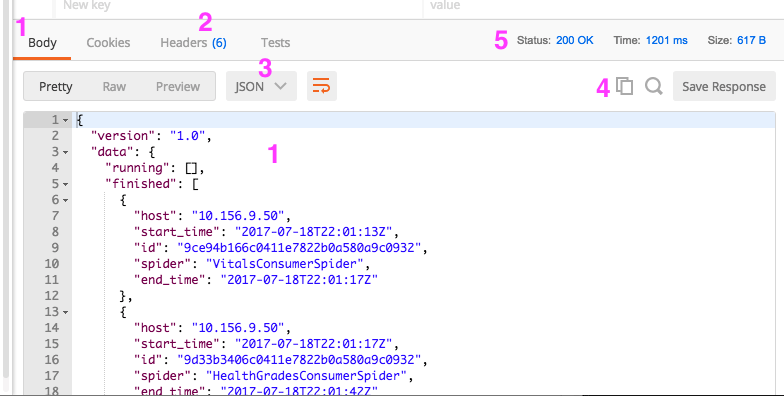 New key value
1 2
Body Cookies Headers (6) Tests 5 Status: 200 OK Time: 1201 ms Size: 617 B
3
Pretty Raw Preview JSON 4 Save Response
1 {
2 "version": "1.0",
3 "data": { 1
4 "running": [],
5 "finished": [
6 {
7 "host": "10.156.9.50",
8 "start_time": "2017-07-18T22:01:13Z",
9 "id": "9ce94b166c0411e7822b0a580a9c0932",
10 "spider": "VitalsConsumerSpider",
11 "end_time": "2017-07-18T22:01:17Z"
12 },
13 {
14 "host": "10.156.9.50",
15 "start_time": "2017-07-18T22:01:17Z",
16 "id": "9d33b3406c0411e7822b0a580a9c0932",
17 "spider": "HealthGradesConsumerSpider",
18 "end_time": "2017-07-18T22:01:42Z"